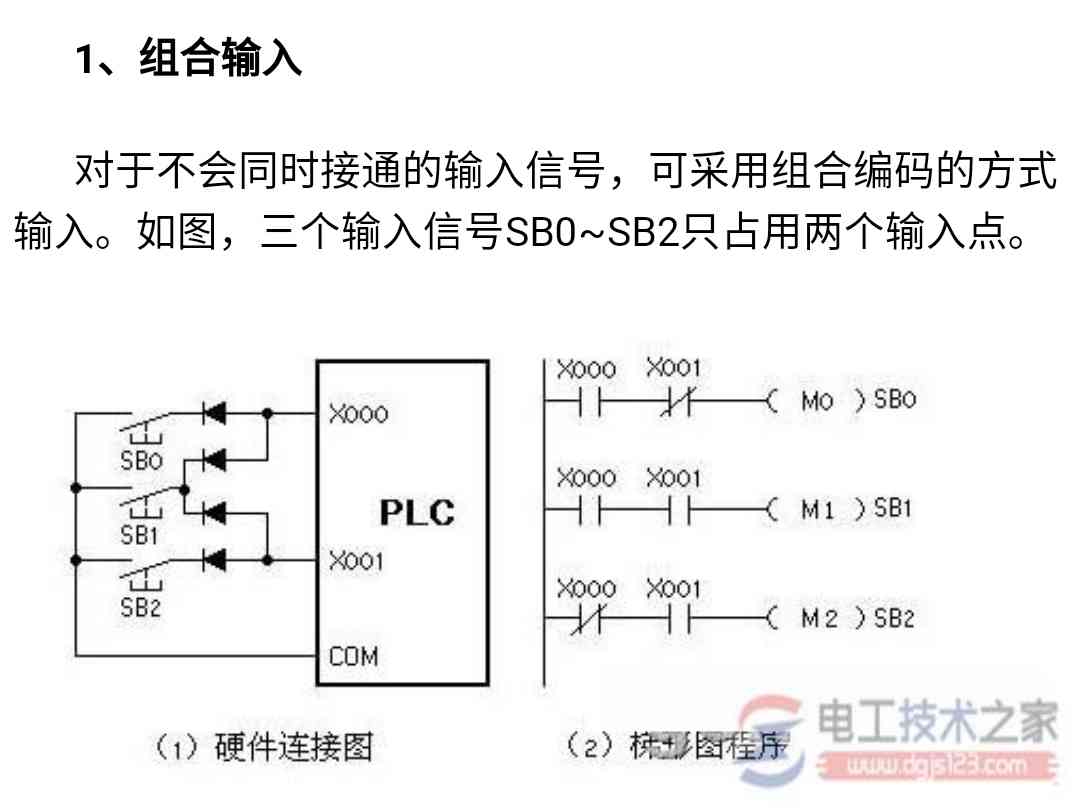 1、组合输入
对于不会同时接通的输入信号，可采用组合编码的方式
输入。如图，三个输入信号SB0~SB2只占用两个输入点。
X000
SB0
SB1
PLC
X001
SB2
COM
X000 X001
( M0 ) SB0
X000 X001
( M1 ) SB1
X000 X001
( M2 ) SB2
（1）硬件连接图
（2）梯形图程序
电工技术之家
www.dgjs123.com